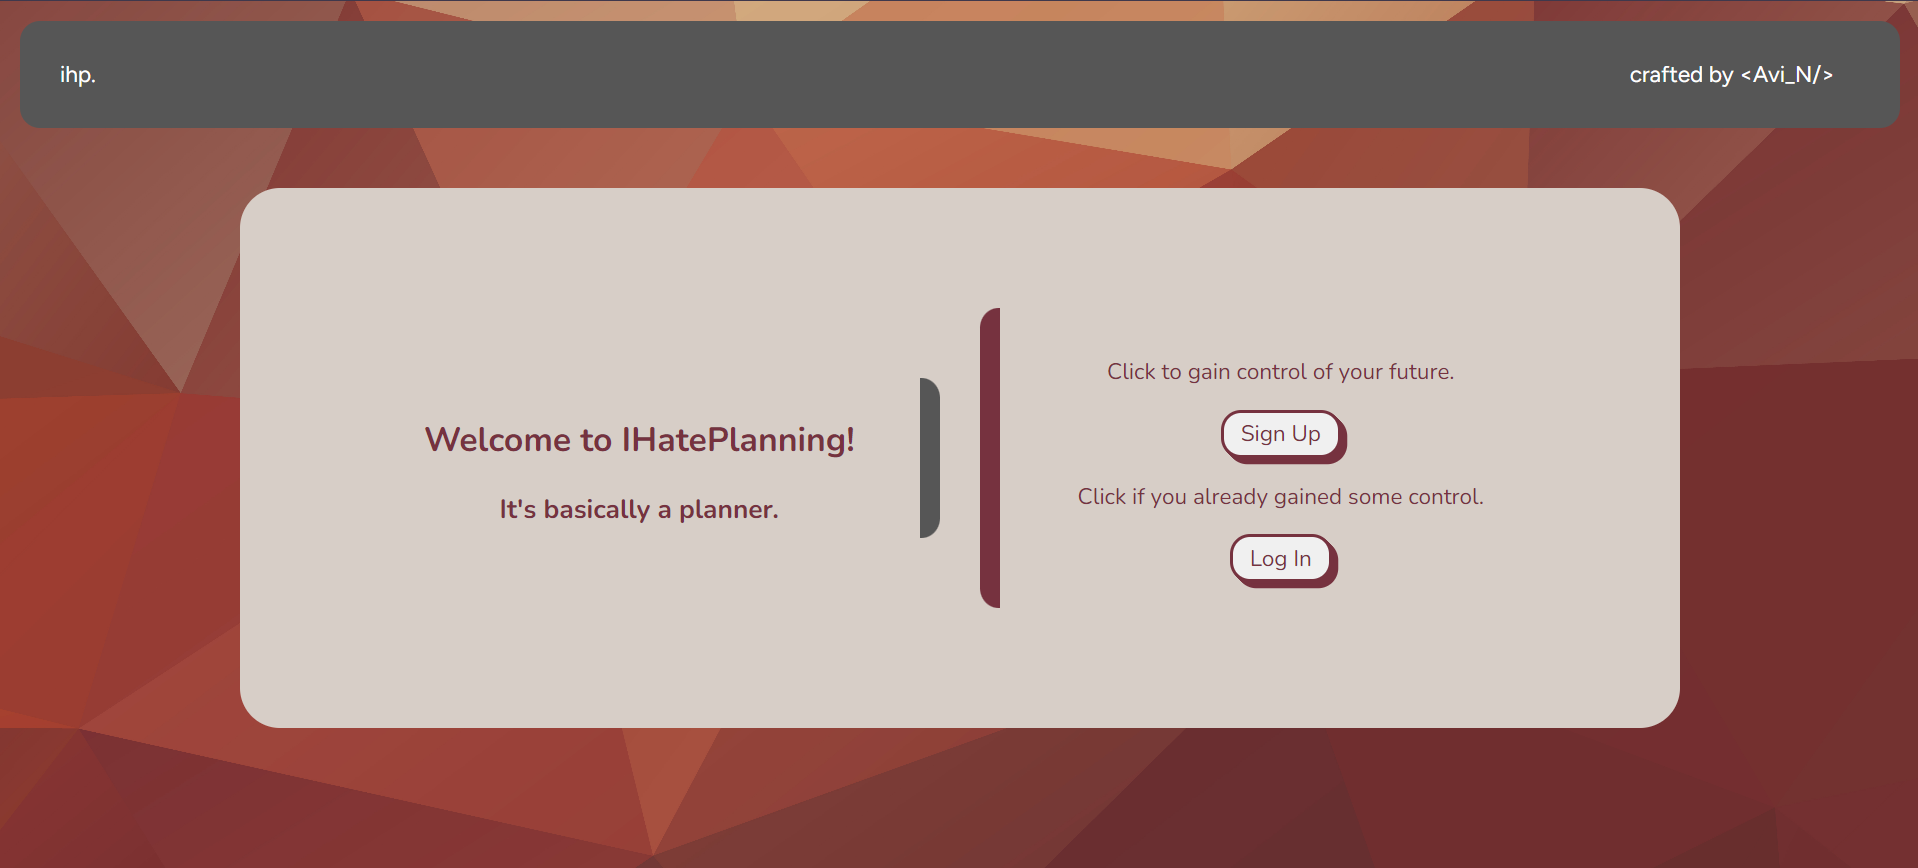 ihp.
crafted by <Avi_N/>
Welcome to IHatePlanning!
It's basically a planner.
Click to gain control of your future.
Sign Up
Click if you already gained some control.
Log In